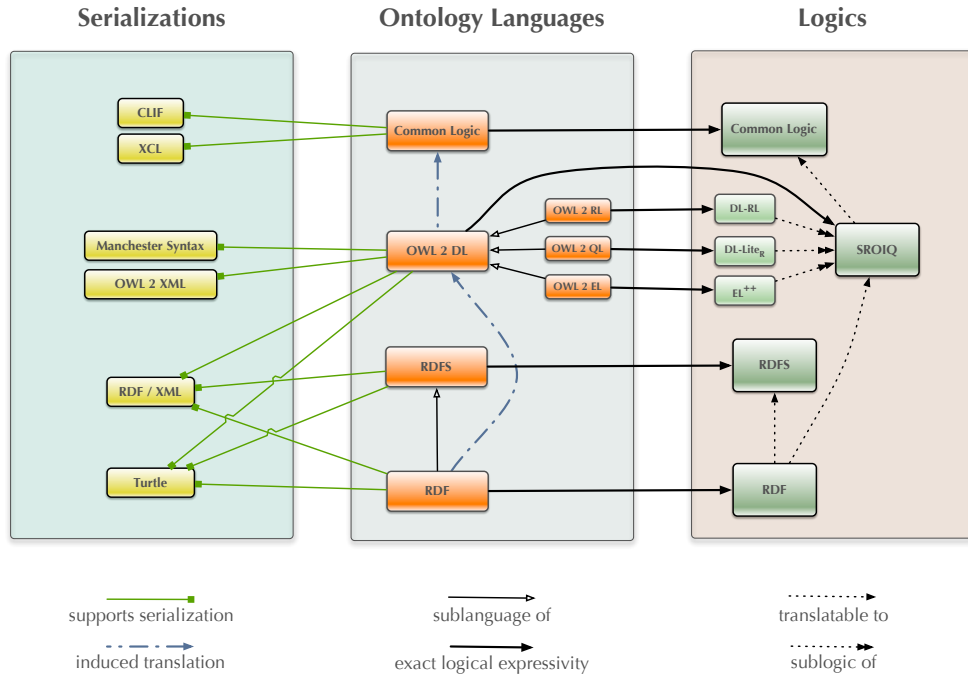 Serializations
Ontology Languages
Logics
CLIF
XCL
Manchester Syntax
OWL 2 XML
RDF / XML
Turtle
Common Logic
OWL 2 DL
OWL 2 RL
OWL 2 QL
OWL 2 EL
RDFS
RDF
Common Logic
DL-RL
DL-LiteR
EL++
SROIQ
RDFS
RDF
supports serialization
sublanguage of
translatable to
induced translation
exact logical expressivity
sublogic of